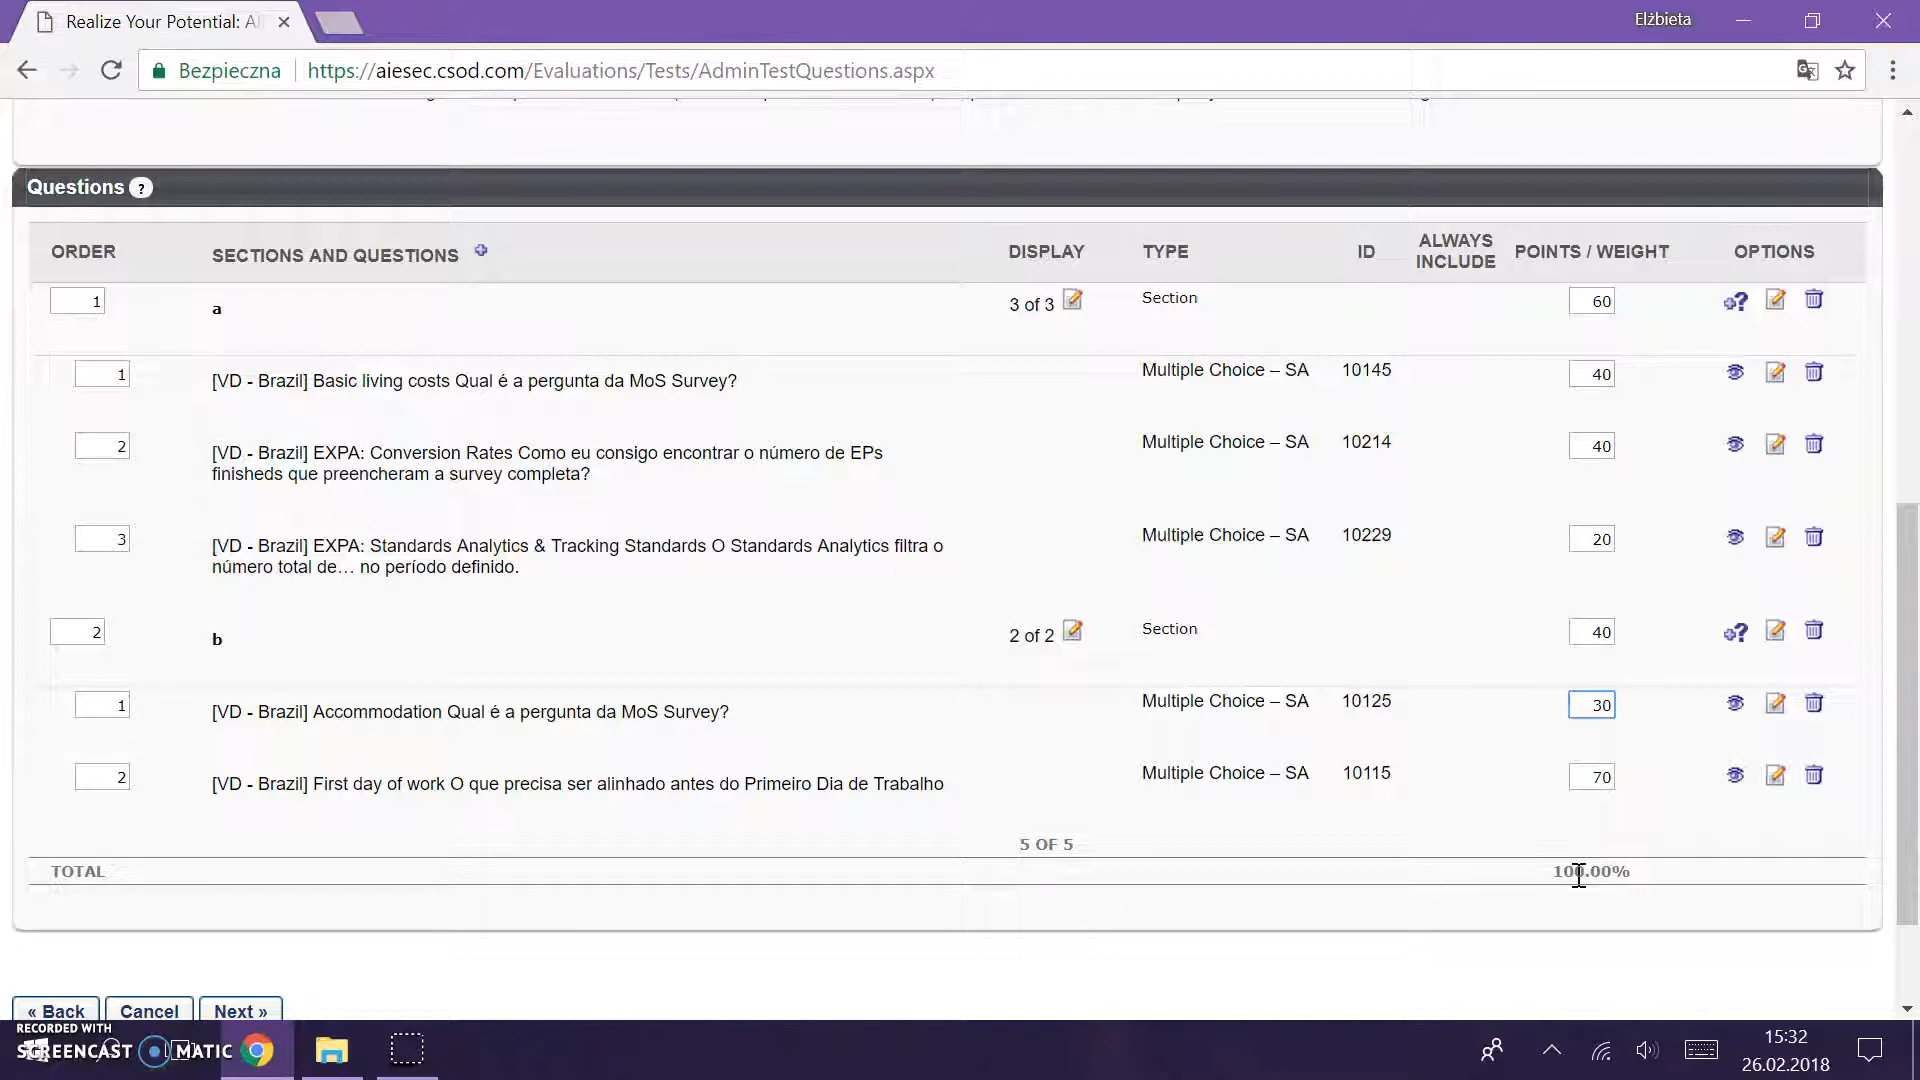 Realize Your Potential: A
Elżbieta
Bezpieczna
https://aiesec.csod.com/Evaluations/Tests/AdminTestQuestions.aspx
Questions ?
ORDER SECTIONS AND QUESTIONS DISPLAY TYPE ID ALWAYS INCLUDE POINTS / WEIGHT OPTIONS
1 a 3 of 3 Section 60
1 [VD - Brazil] Basic living costs Qual é a pergunta da MoS Survey? Multiple Choice – SA 10145 40
2 [VD - Brazil] EXPA: Conversion Rates Como eu consigo encontrar o número de EPs Multiple Choice – SA 10214 40
finisheds que preencheram a survey completa?
3 [VD - Brazil] EXPA: Standards Analytics & Tracking Standards O Standards Analytics filtra o Multiple Choice – SA 10229 20
número total de… no período definido.
2 b 2 of 2 Section 40
1 [VD - Brazil] Accommodation Qual é a pergunta da MoS Survey? Multiple Choice – SA 10125 30
2 [VD - Brazil] First day of work O que precisa ser alinhado antes do Primeiro Dia de Trabalho Multiple Choice – SA 10115 70
5 OF 5
TOTAL 100.00%
« Back Cancel Next »
RECORDED WITH
SCREENCAST MATIC
15:32
26.02.2018